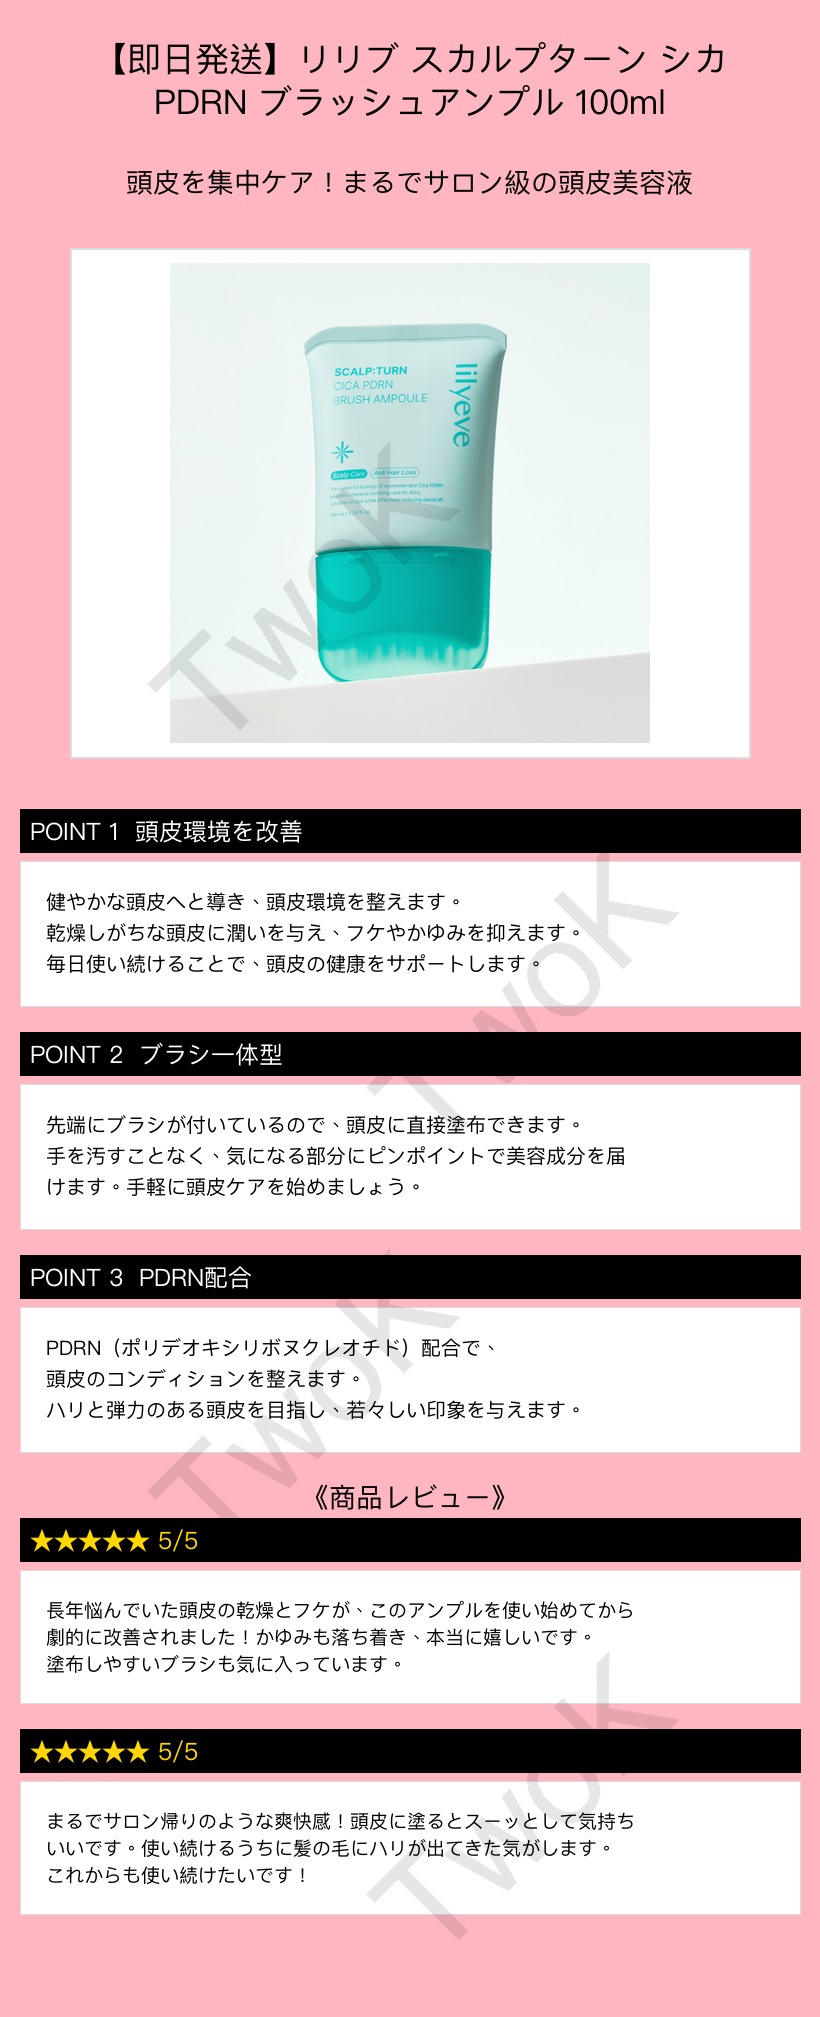 【即日発送】リリブ スカルプターン シカ
PDRN ブラッシュアンプル 100ml
頭皮を集中ケア！まるでサロン級の頭皮美容液
SCALP:TURN
CICA PDRN
BRUSH AMPOULE
lilyeve
Scalp Care Anti Hair Loss
TwoK
POINT 1 頭皮環境を改善
健やかな頭皮へと導き、頭皮環境を整えます。
乾燥しがちな頭皮に潤いを与え、フケやかゆみを抑えます。
毎日使い続けることで、頭皮の健康をサポートします。
TwoK
POINT 2 ブラシ一体型
先端にブラシが付いているので、頭皮に直接塗布できます。
手を汚すことなく、気になる部分にピンポイントで美容成分を届
けます。手軽に頭皮ケアを始めましょう。
POINT 3 PDRN配合
PDRN（ポリデオキシリボヌクレオチド）配合で、
頭皮のコンディションを整えます。
ハリと弾力のある頭皮を目指し、若々しい印象を与えます。
TwoK
《商品レビュー》
★★★★★ 5/5
長年悩んでいた頭皮の乾燥とフケが、このアンプルを使い始めてから
劇的に改善されました！かゆみも落ち着き、本当に嬉しいです。
塗布しやすいブラシも気に入っています。
★★★★★ 5/5
まるでサロン帰りのような爽快感！頭皮に塗るとスーッとして気持ち
いいです。使い続けるうちに髪の毛にハリが出てきた気がします。
これからも使い続けたいです！
TwoK